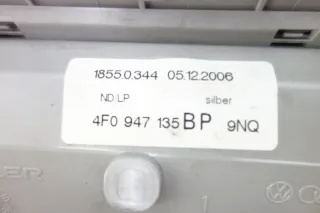 1855.0.344 05.12.2006
ND:LP silber
4F0 947 135 BP 9NQ